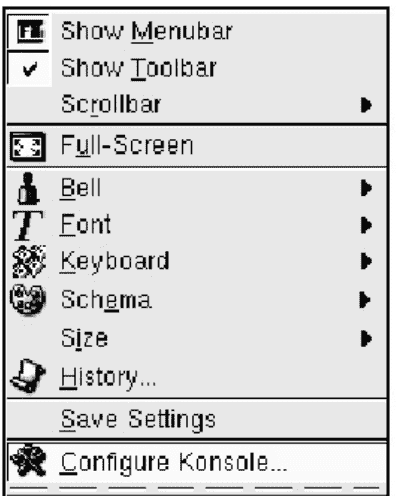 Show Menubar
Show Toolbar
Scrollbar
Full-Screen
Bell
Font
Keyboard
Schema
Size
History...
Save Settings
Configure Konsole...